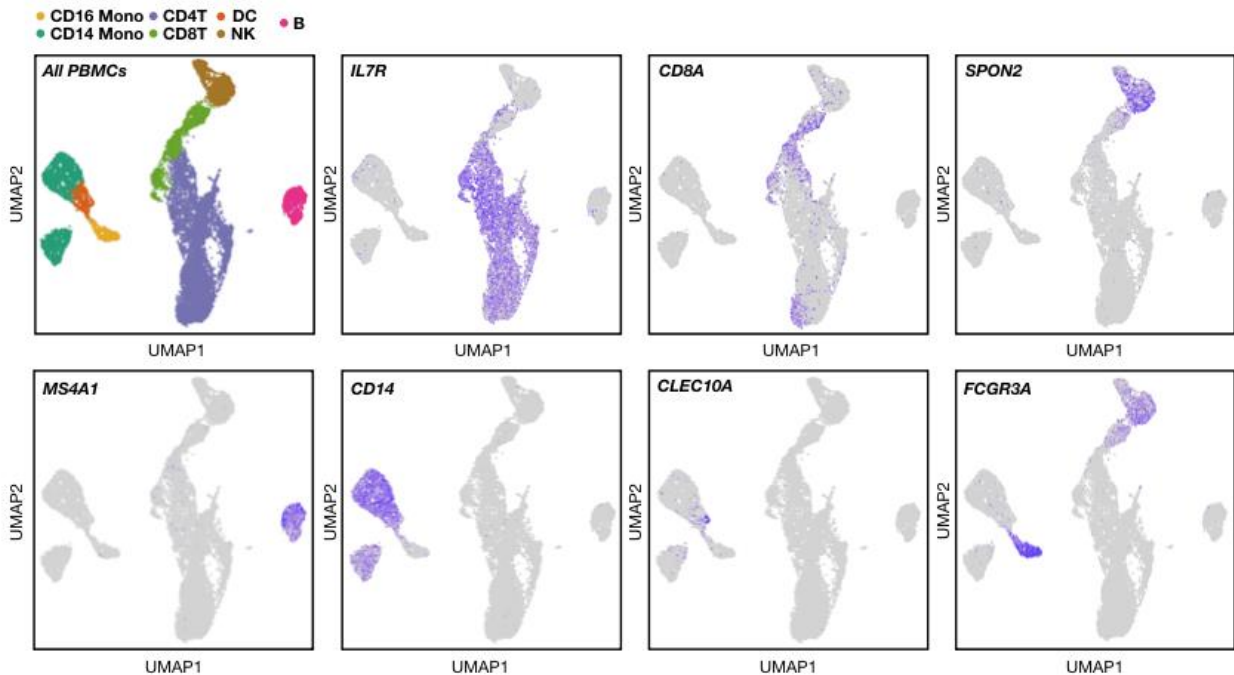 CD16 Mono CD4T DC B
CD14 Mono CD8T NK
All PBMCs
IL7R
CD8A
SPON2
UMAP2
UMAP2
UMAP2
UMAP2
UMAP1
UMAP1
UMAP1
UMAP1
MS4A1
CD14
CLEC10A
FCGR3A
UMAP2
UMAP2
UMAP2
UMAP2
UMAP1
UMAP1
UMAP1
UMAP1